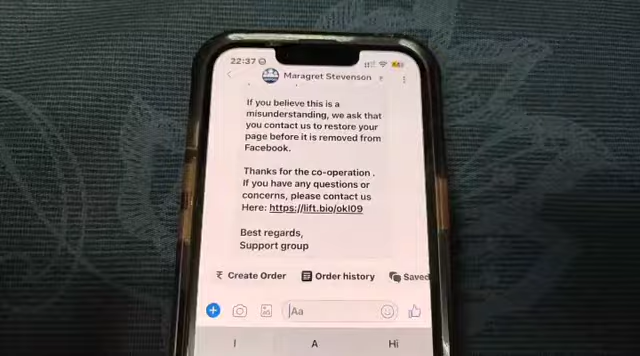 22:37
Maragret Stevenson
If you believe this is a
misunderstanding, we ask that
you contact us to restore your
page before it is removed from
Facebook.
Thanks for the co-operation .
If you have any questions or
concerns, please contact us
Here: https://lift.bio/okl09
Best regards,
Support group
₹ Create Order Order history Saved
Aa
I A Hi